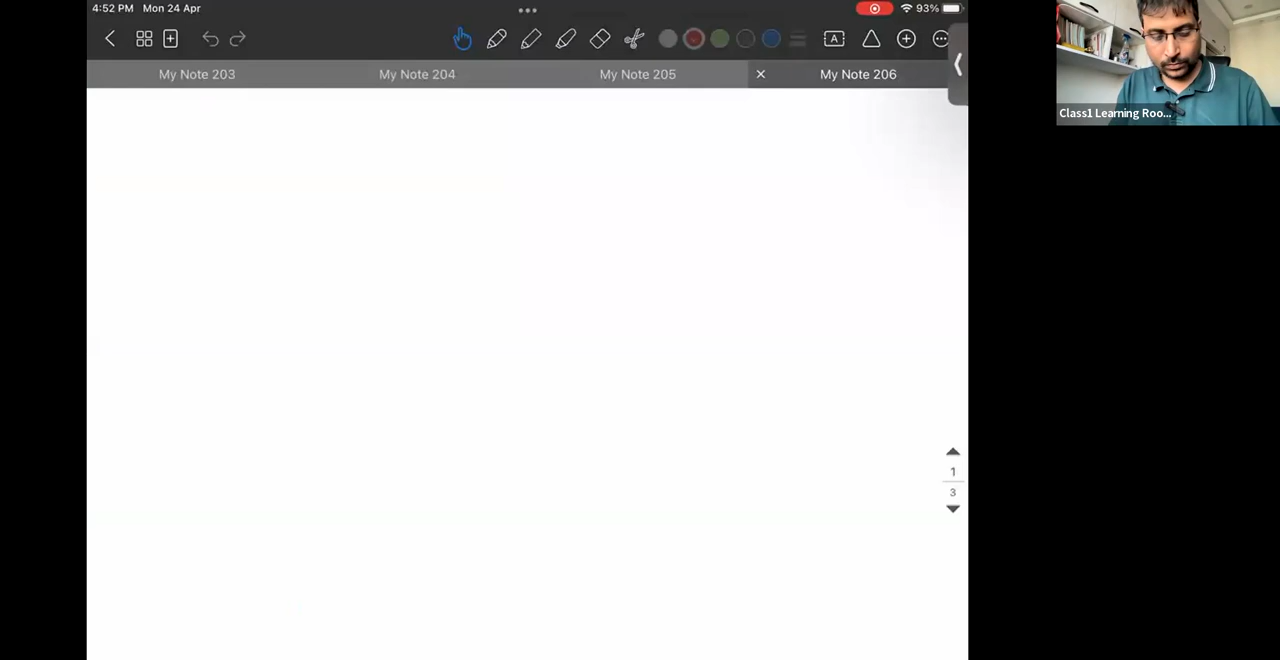 4:52 PM Mon 24 Apr
93%
A
My Note 203
My Note 204
My Note 205
My Note 206
Class1 Learning Roo...
1
3